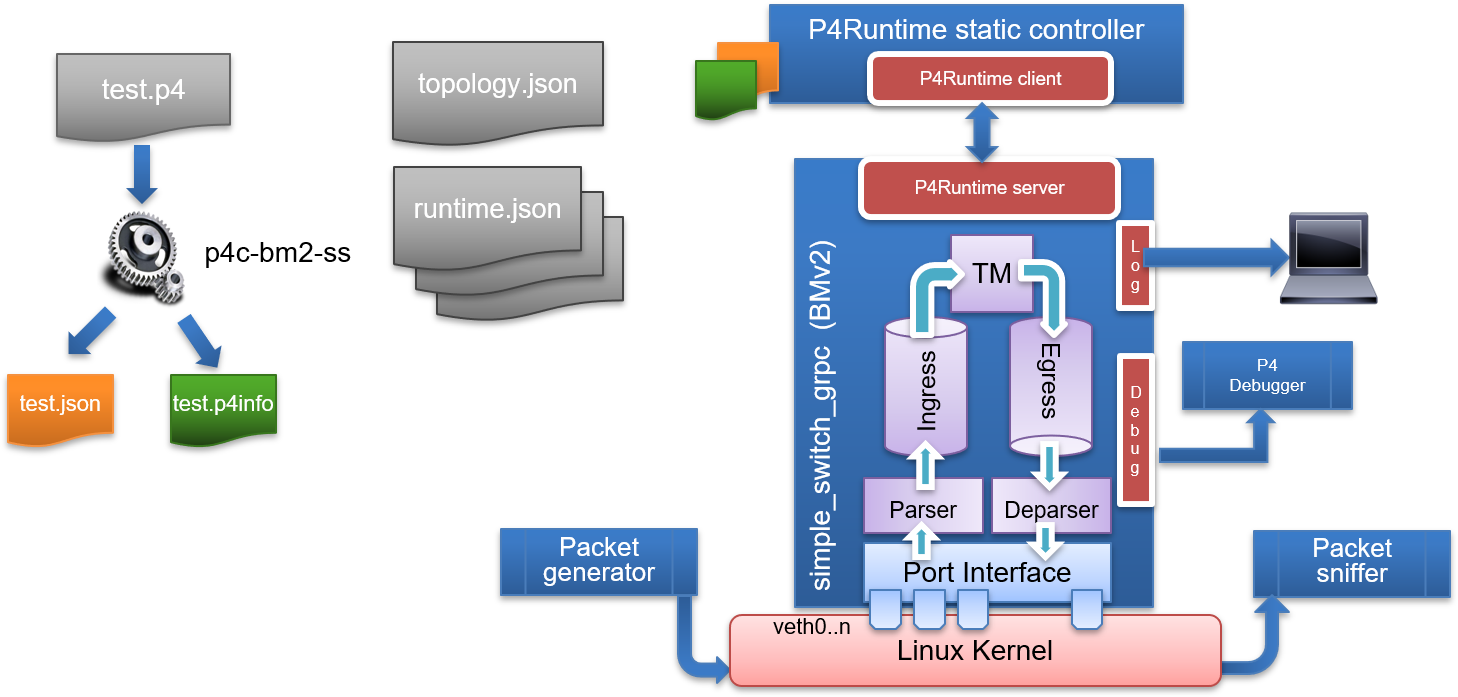 test.p4
topology.json
runtime.json
p4c-bm2-ss
test.json
test.p4info
P4Runtime static controller
P4Runtime client
P4Runtime server
simple_switch_grpc (BMv2)
TM
Ingress
Egress
Log
Debug
P4
Debugger
Parser
Deparser
Port Interface
Packet
generator
Packet
sniffer
veth0..n
Linux Kernel